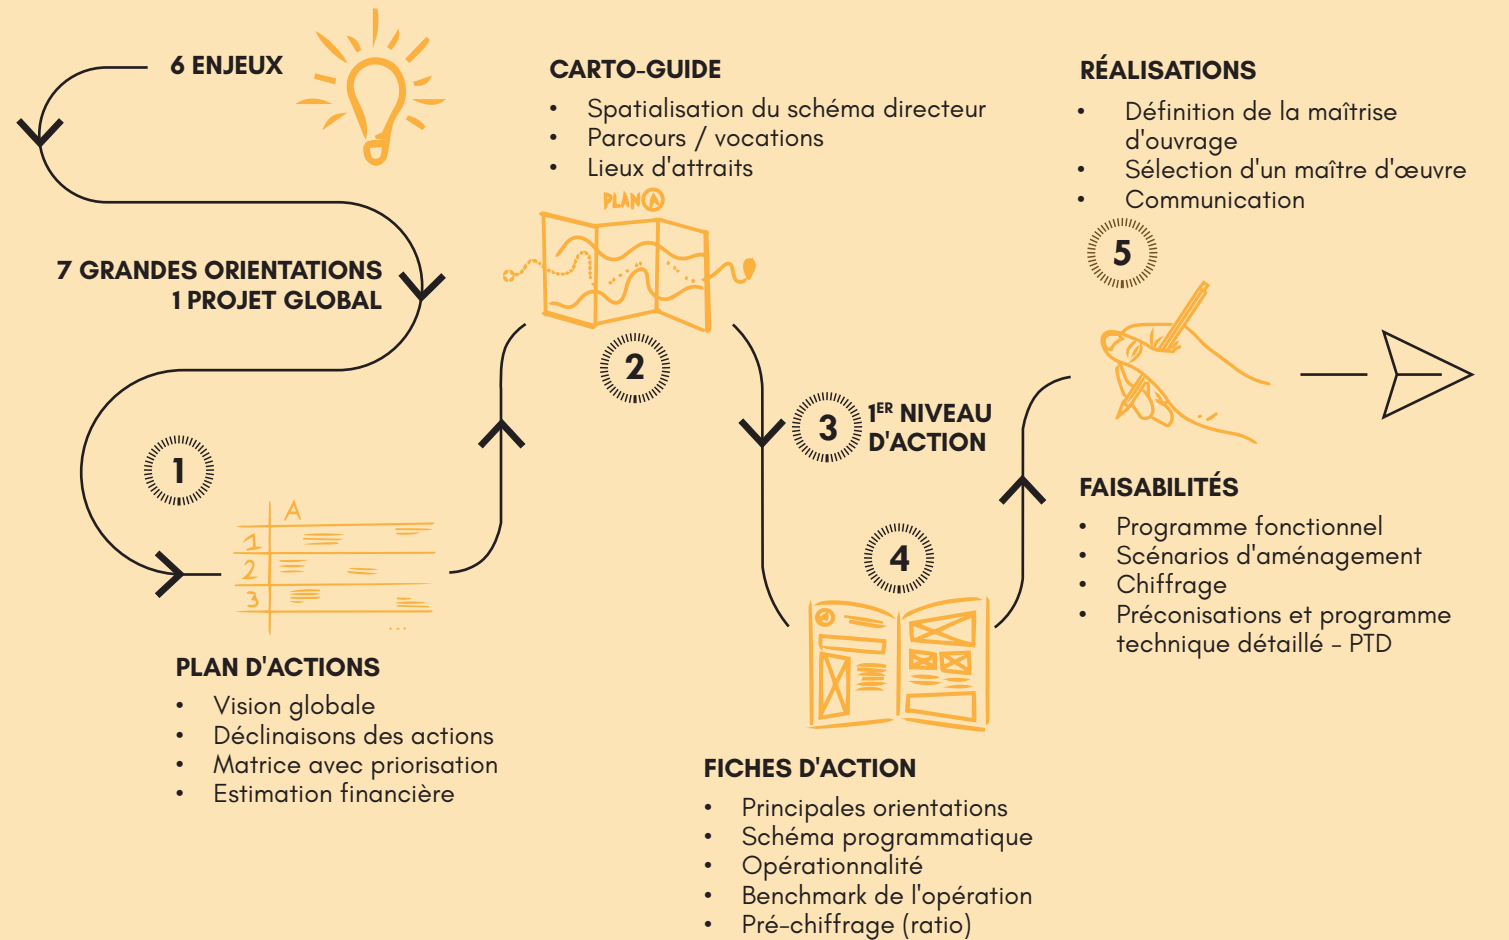 6 ENJEUX
7 GRANDES ORIENTATIONS
1 PROJET GLOBAL
1
A
1
2
3
...
PLAN D'ACTIONS
• Vision globale
• Déclinaisons des actions
• Matrice avec priorisation
• Estimation financière
CARTO-GUIDE
• Spatialisation du schéma directeur
• Parcours / vocations
• Lieux d'attraits
PLAN A
2
3
1ER NIVEAU
D'ACTION
4
FICHES D'ACTION
• Principales orientations
• Schéma programmatique
• Opérationnalité
• Benchmark de l'opération
• Pré-chiffrage (ratio)
RÉALISATIONS
• Définition de la maîtrise
d'ouvrage
• Sélection d'un maître d'œuvre
• Communication
5
FAISABILITÉS
• Programme fonctionnel
• Scénarios d'aménagement
• Chiffrage
• Préconisations et programme
technique détaillé - PTD